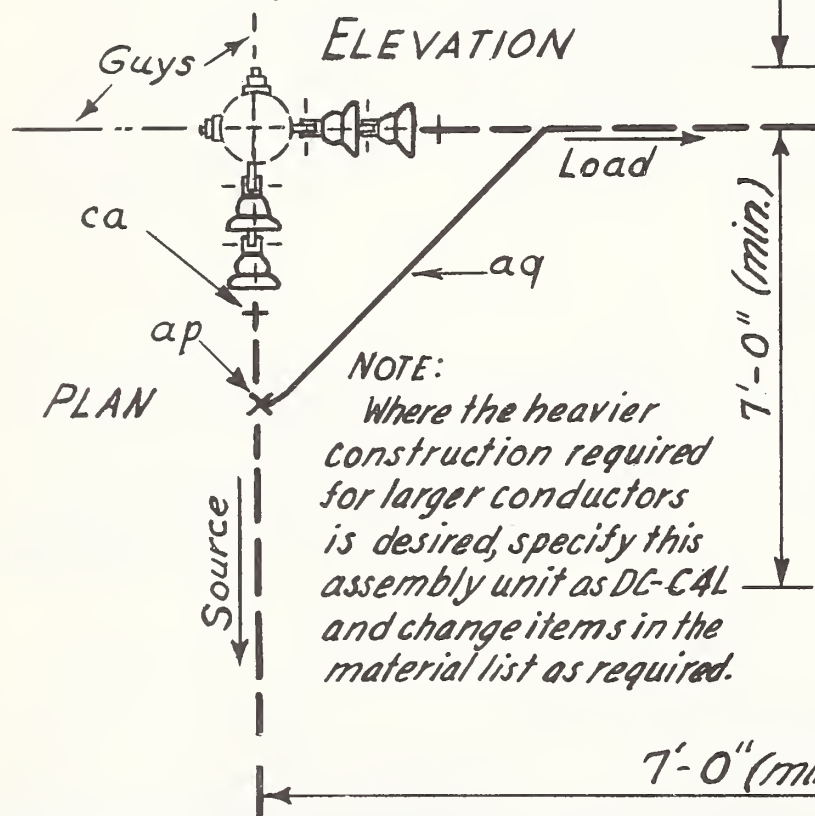 ELEVATION
Guys
Load
ca
aq
ap
7'-0" (min.)
PLAN
NOTE:
Where the heavier
construction required
for larger conductors
is desired, specify this
assembly unit as DC-C4L
and change items in the
material list as required.
Source
7'-0"